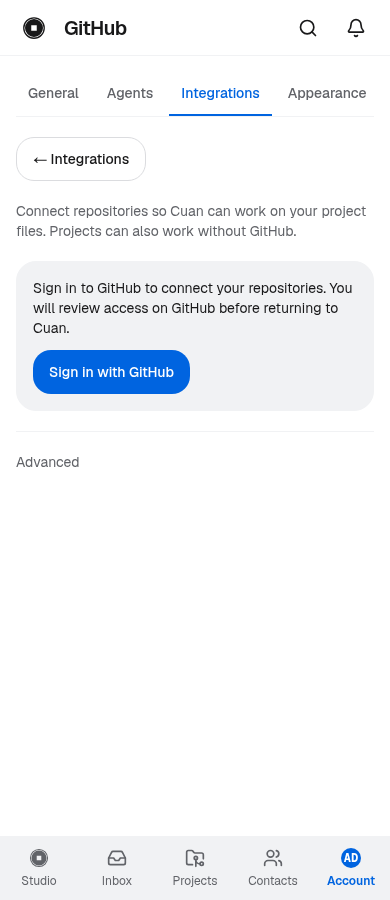 GitHub
General Agents Integrations Appearance
← Integrations
Connect repositories so Cuan can work on your project
files. Projects can also work without GitHub.
Sign in to GitHub to connect your repositories. You
will review access on GitHub before returning to
Cuan.
Sign in with GitHub
Advanced
AD
Studio Inbox Projects Contacts Account